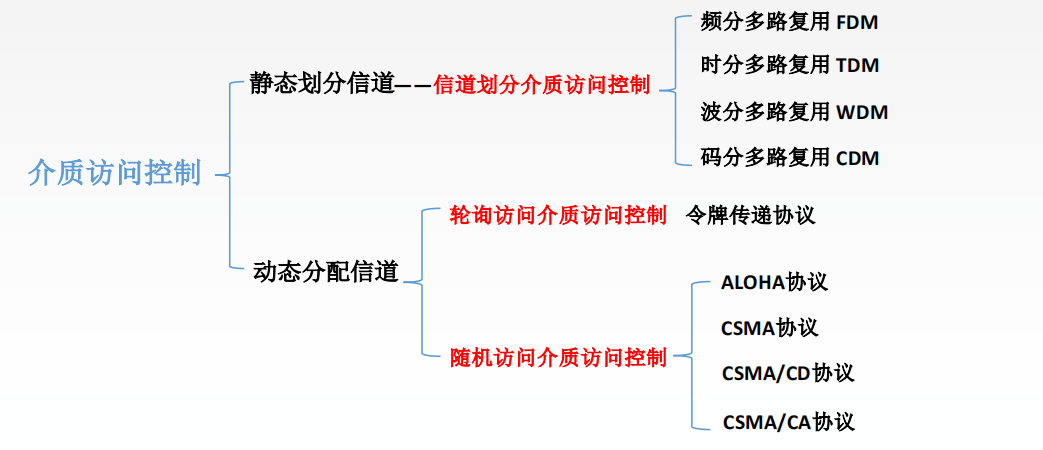 介质访问控制
静态划分信道——信道划分介质访问控制
频分多路复用 FDM
时分多路复用 TDM
波分多路复用 WDM
码分多路复用 CDM
动态分配信道
轮询访问介质访问控制 令牌传递协议
随机访问介质访问控制
ALOHA协议
CSMA协议
CSMA/CD协议
CSMA/CA协议